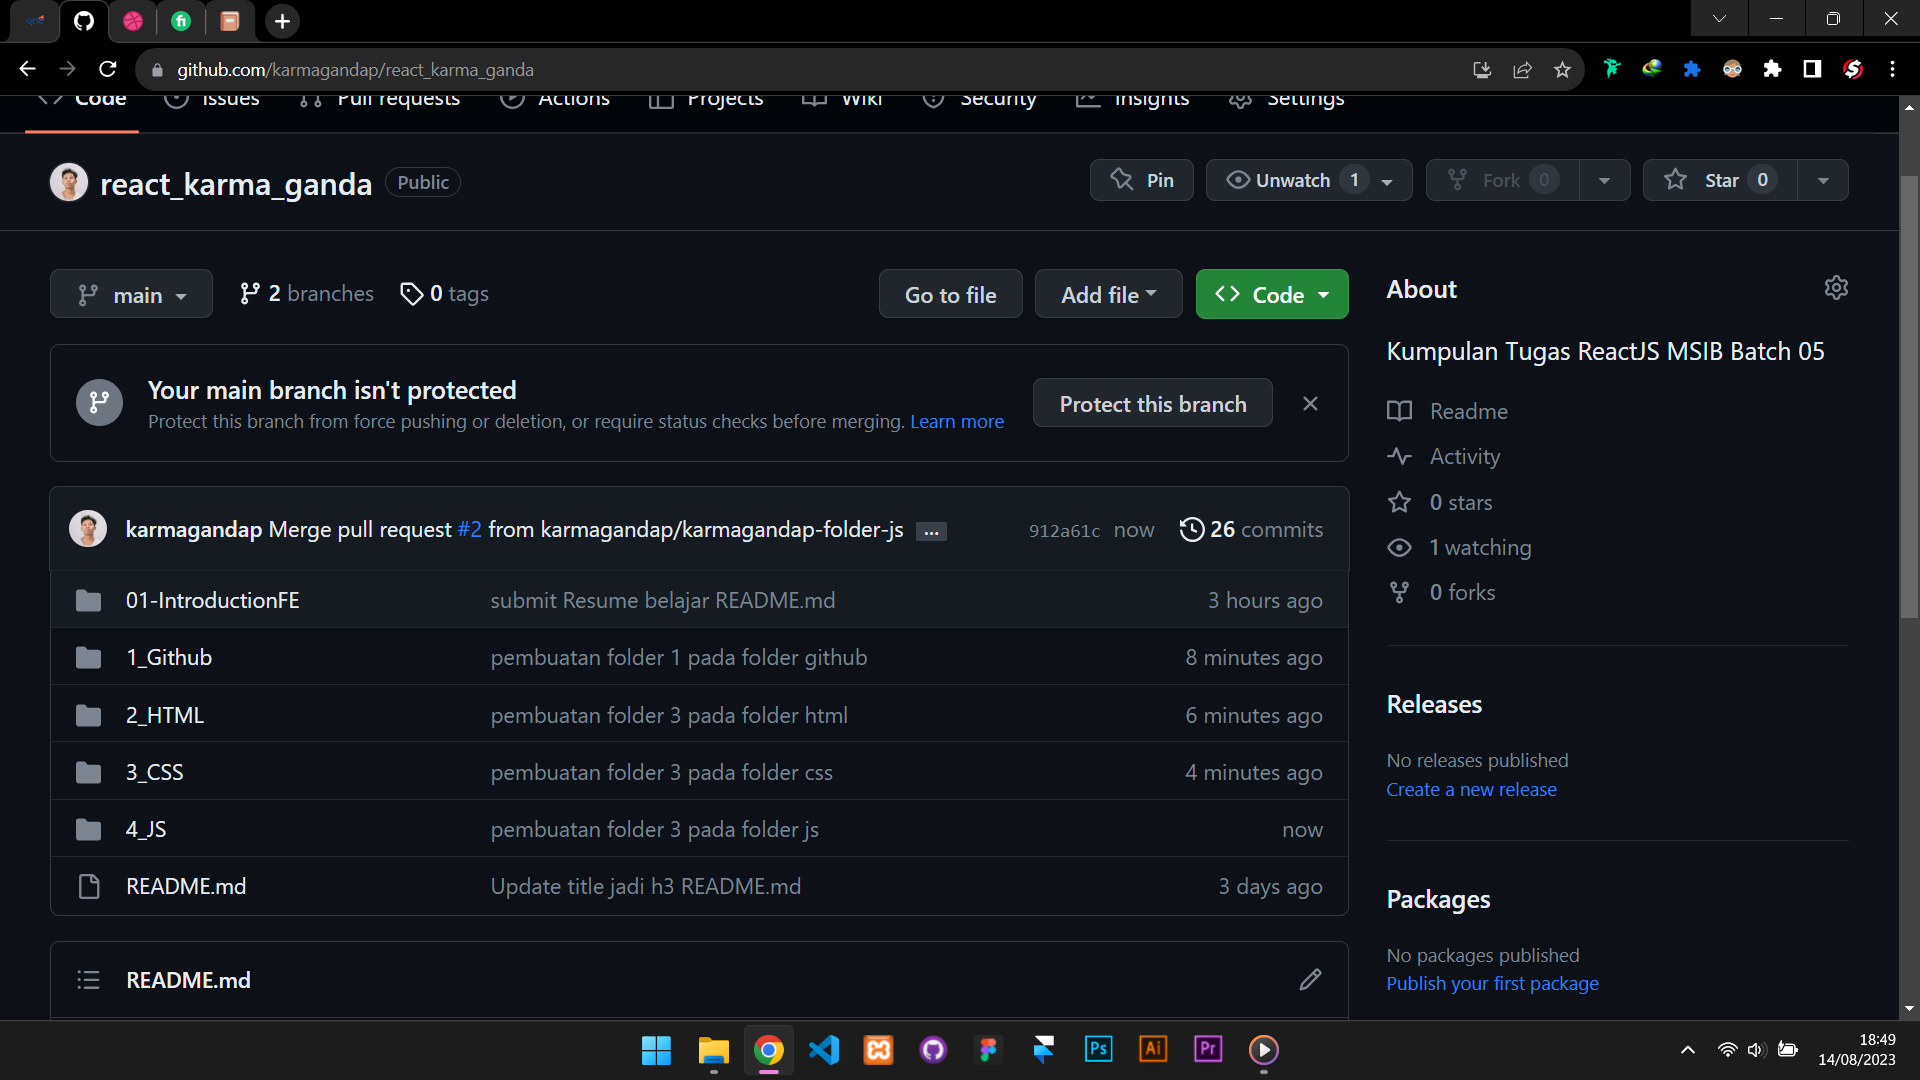 github.com/karmagandap/react_karma_ganda
Code Issues Pull requests Actions Projects Wiki Security Insights Settings
react_karma_ganda Public Pin Unwatch 1 Fork 0 Star 0
main 2 branches 0 tags Go to file Add file Code
Your main branch isn't protected
Protect this branch from force pushing or deletion, or require status checks before merging. Learn more
Protect this branch
karmagandap Merge pull request #2 from karmagandap/karmagandap-folder-js ... 912a61c now 26 commits
01-IntroductionFE submit Resume belajar README.md 3 hours ago
1_Github pembuatan folder 1 pada folder github 8 minutes ago
2_HTML pembuatan folder 3 pada folder html 6 minutes ago
3_CSS pembuatan folder 3 pada folder css 4 minutes ago
4_JS pembuatan folder 3 pada folder js now
README.md Update title jadi h3 README.md 3 days ago
README.md
About
Kumpulan Tugas ReactJS MSIB Batch 05
Readme
Activity
0 stars
1 watching
0 forks
Releases
No releases published
Create a new release
Packages
No packages published
Publish your first package
Ps Ai Pr
18:49
14/08/2023